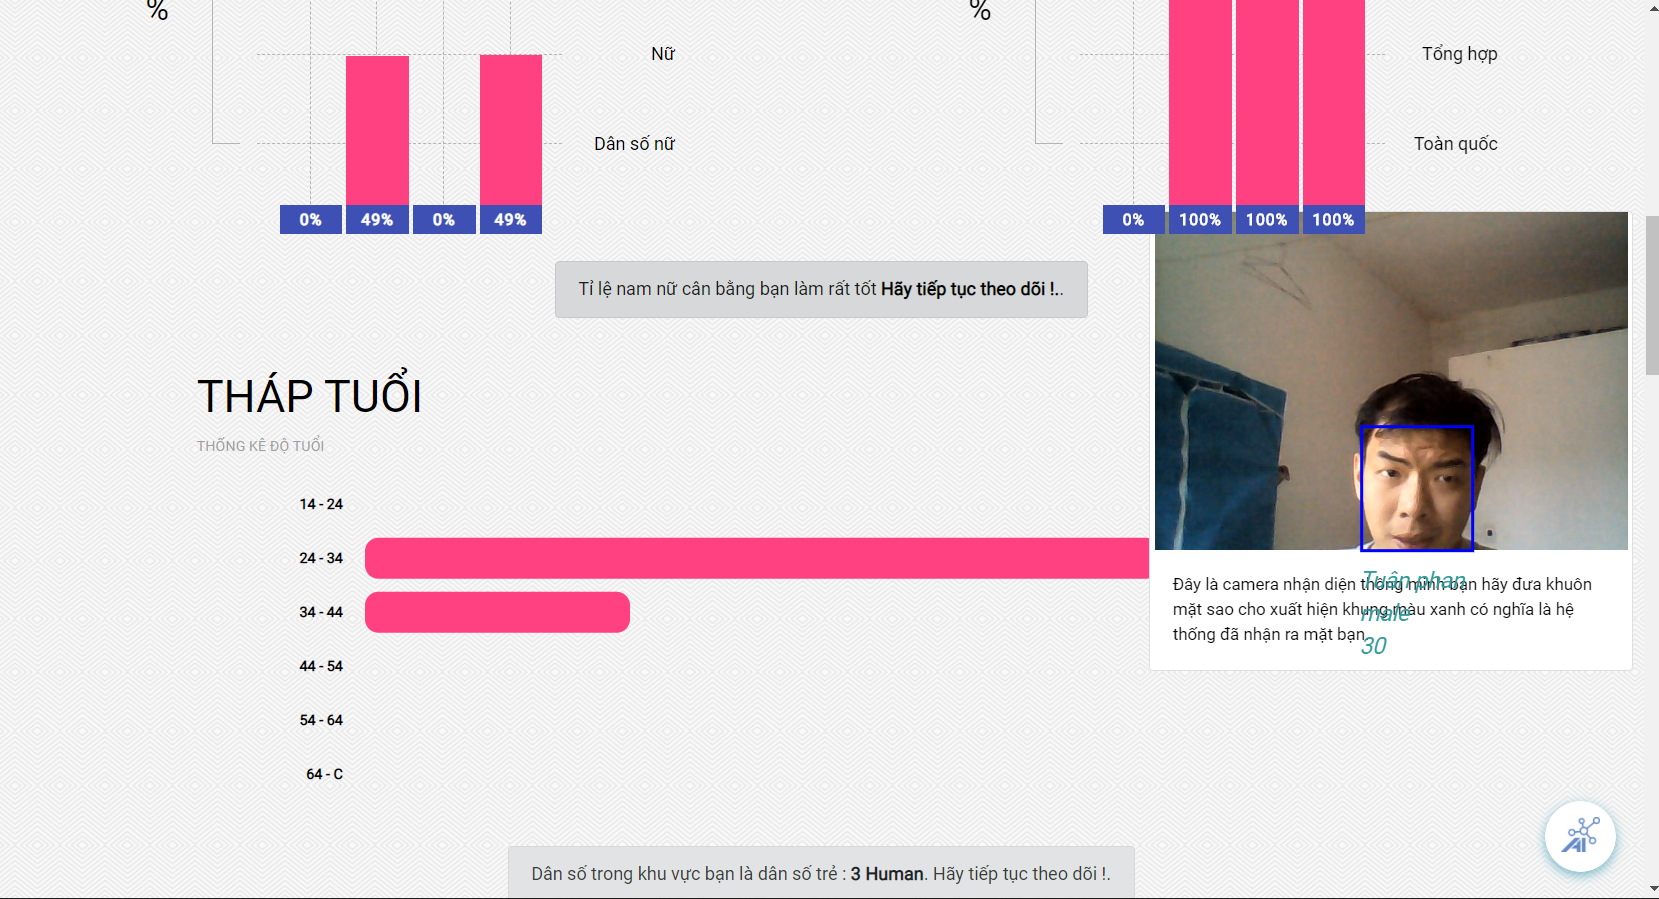 %
%
Nữ
Tổng hợp
Dân số nữ
Toàn quốc
0% 49% 0% 49%
0% 100% 100% 100%
Tỉ lệ nam nữ cân bằng bạn làm rất tốt Hãy tiếp tục theo dõi !..
THÁP TUỔI
THỐNG KÊ ĐỘ TUỔI
14 - 24
24 - 34
34 - 44
44 - 54
54 - 64
64 - C
Đây là camera nhận diện thông minh bạn hãy đưa khuôn
mặt sao cho xuất hiện khung màu xanh có nghĩa là hệ
thống đã nhận ra mặt bạn
Tuân phan
male
30
AI
Dân số trong khu vực bạn là dân số trẻ : 3 Human. Hãy tiếp tục theo dõi !.